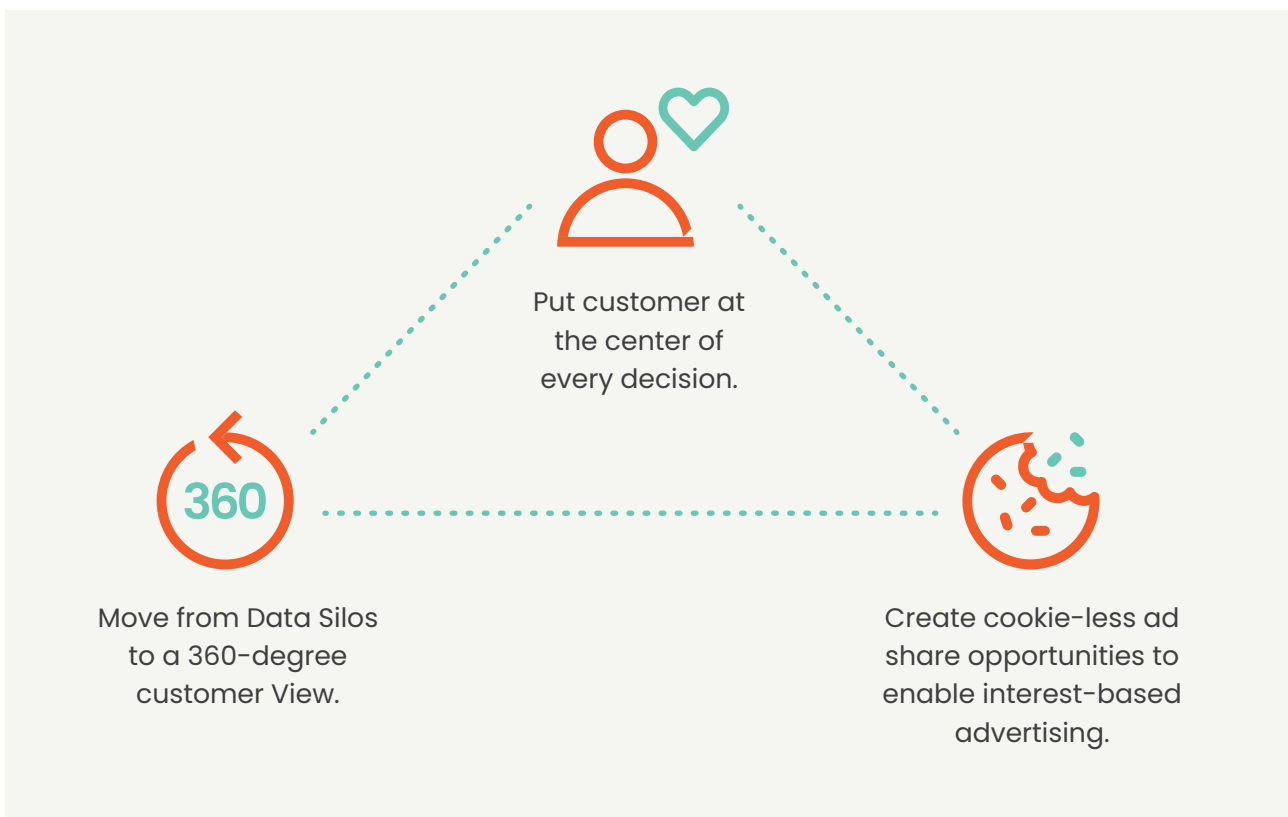 Put customer at
the center of
every decision.
360
Move from Data Silos
to a 360-degree
customer View.
Create cookie-less ad
share opportunities to
enable interest-based
advertising.